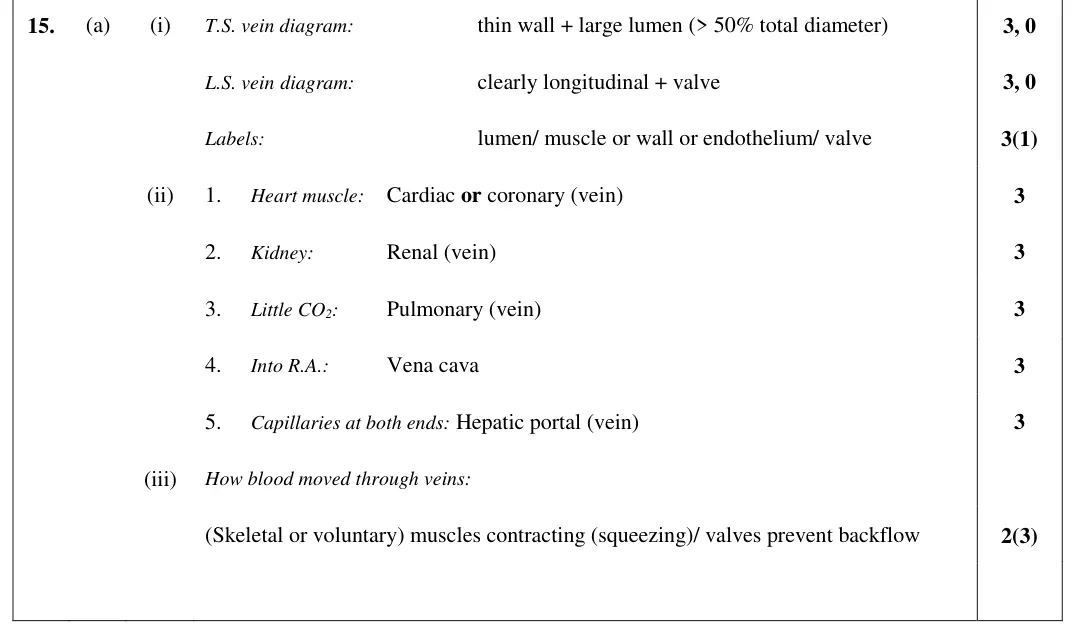 15. (a) (i) T.S. vein diagram: thin wall + large lumen (> 50% total diameter) 3, 0
L.S. vein diagram: clearly longitudinal + valve 3, 0
Labels: lumen/ muscle or wall or endothelium/ valve 3(1)
(ii) 1. Heart muscle: Cardiac or coronary (vein) 3
2. Kidney: Renal (vein) 3
3. Little CO₂: Pulmonary (vein) 3
4. Into R.A.: Vena cava 3
5. Capillaries at both ends: Hepatic portal (vein) 3
(iii) How blood moved through veins:
(Skeletal or voluntary) muscles contracting (squeezing)/ valves prevent backflow 2(3)